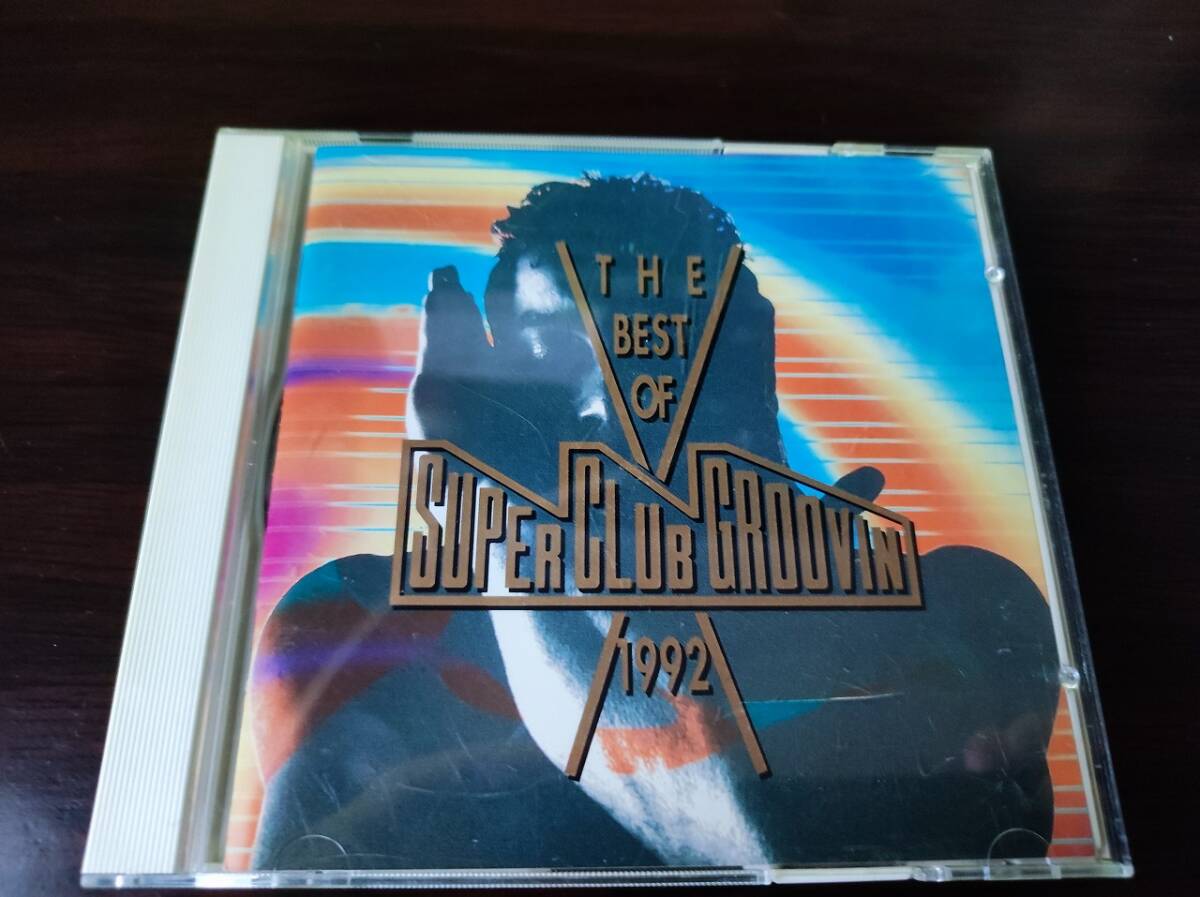 THE
BEST
OF
SUPER CLUB GROOVIN
1992